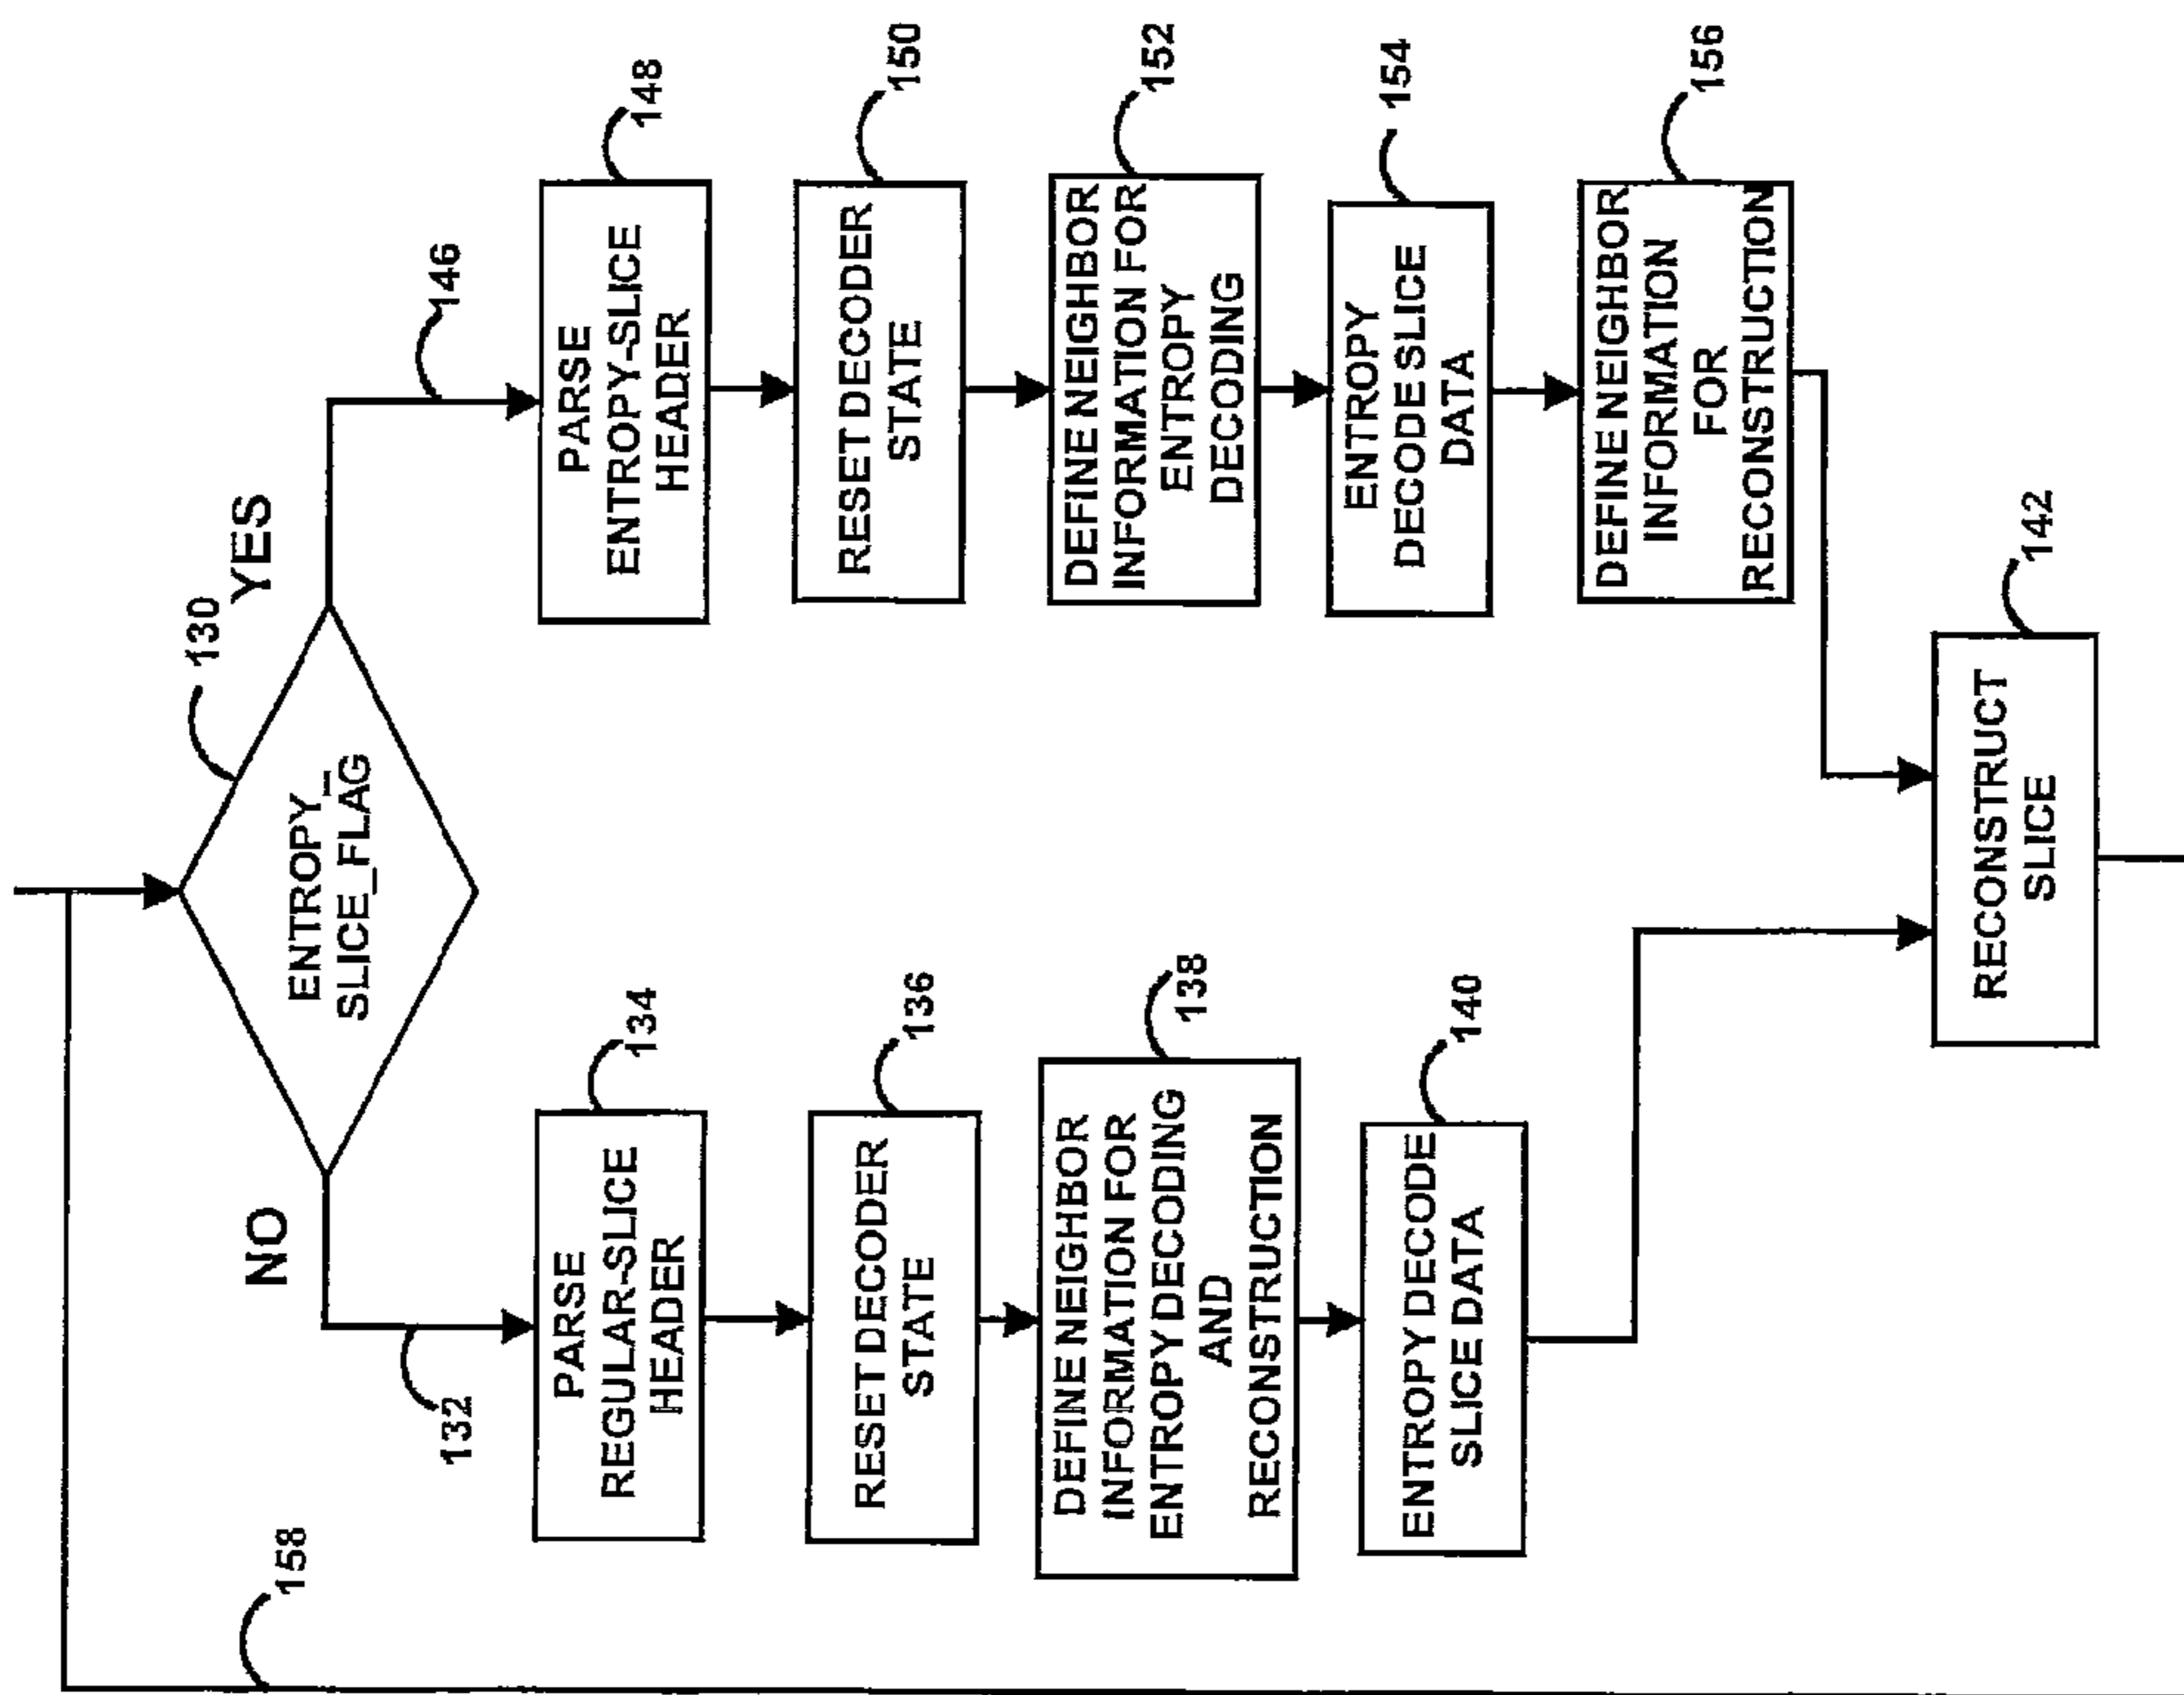 130
ENTROPY_
SLICE_FLAG
NO
YES
132
134
PARSE
REGULAR-SLICE
HEADER
136
RESET DECODER
STATE
138
DEFINE NEIGHBOR
INFORMATION FOR
ENTROPY DECODING
AND
RECONSTRUCTION
140
ENTROPY DECODE
SLICE DATA
146
148
PARSE
ENTROPY-SLICE
HEADER
150
RESET DECODER
STATE
152
DEFINE NEIGHBOR
INFORMATION FOR
ENTROPY
DECODING
154
ENTROPY
DECODE SLICE
DATA
156
DEFINE NEIGHBOR
INFORMATION
FOR
RECONSTRUCTION
142
RECONSTRUCT
SLICE
158